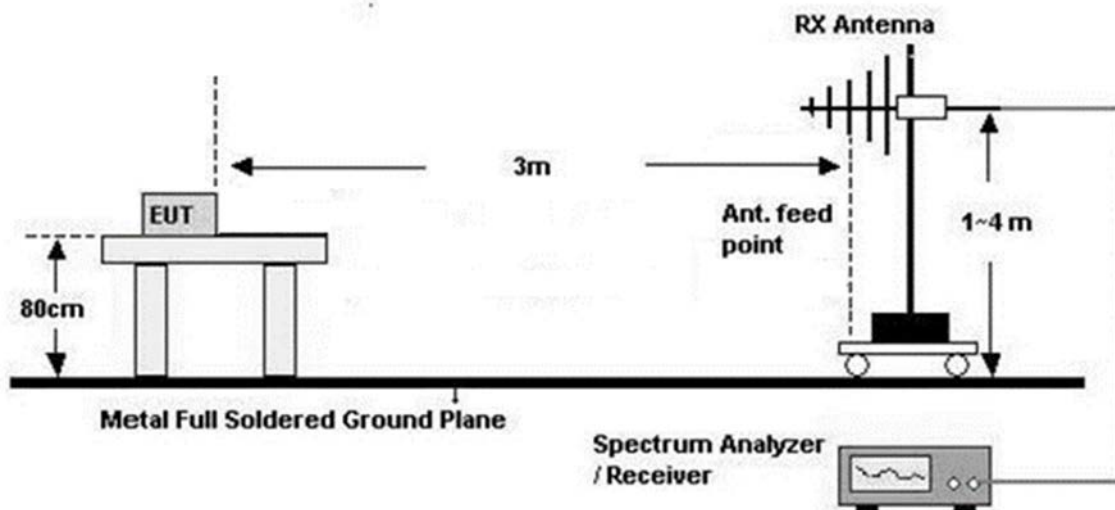 RX Antenna
3m
EUT
Ant. feed
point
1~4 m
80cm
Metal Full Soldered Ground Plane
Spectrum Analyzer
/ Receiver